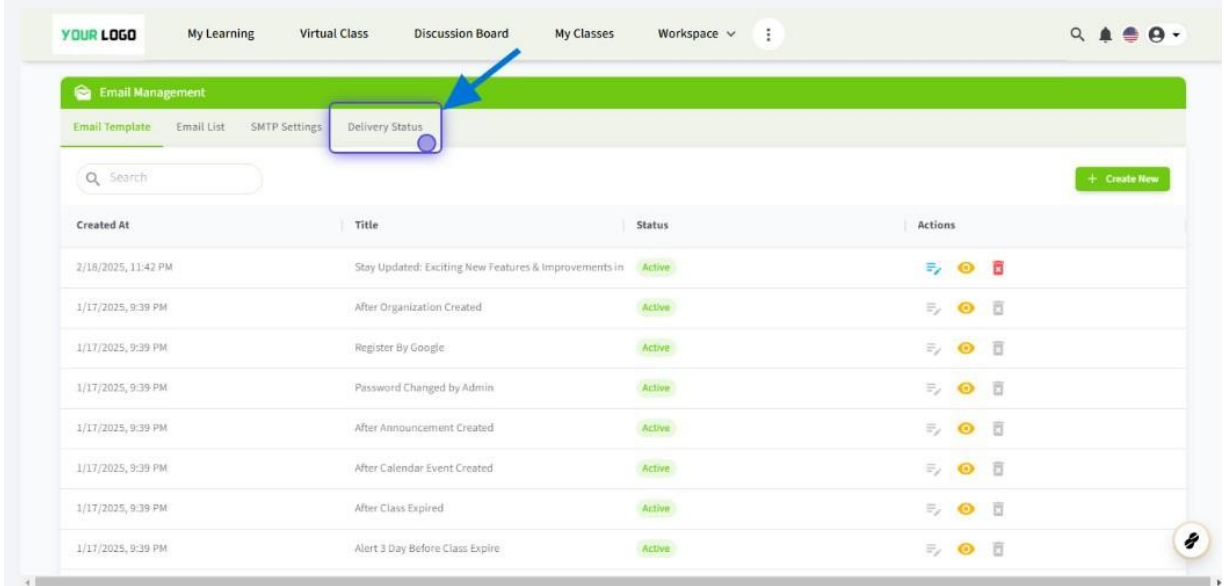 YOUR LOGO My Learning Virtual Class Discussion Board My Classes Workspace
Email Management
Email Template Email List SMTP Settings Delivery Status
Search + Create New
Created At Title Status Actions
2/18/2025, 11:42 PM Stay Updated: Exciting New Features & Improvements in Active
1/17/2025, 9:39 PM After Organization Created Active
1/17/2025, 9:39 PM Register By Google Active
1/17/2025, 9:39 PM Password Changed by Admin Active
1/17/2025, 9:39 PM After Announcement Created Active
1/17/2025, 9:39 PM After Calendar Event Created Active
1/17/2025, 9:39 PM After Class Expired Active
1/17/2025, 9:39 PM Alert 3 Day Before Class Expire Active